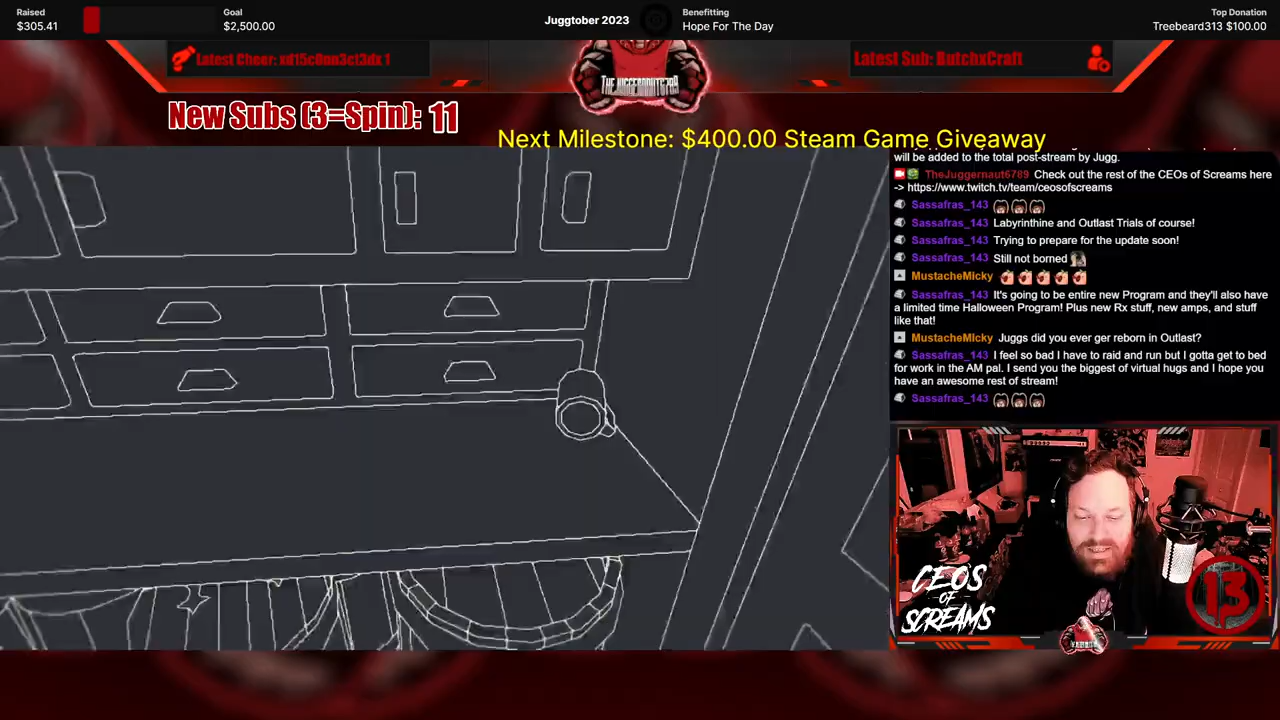 Raised
$305.41
Goal
$2,500.00
Juggtober 2023
Benefitting
Hope For The Day
Top Donation
Treebeard313 $100.00
Latest Cheer: xd15c0nn3ct3dx 1
THEJUGGERNAUT6789
Latest Sub: ButchxCraft
New Subs (3=Spin): 11
Next Milestone: $400.00 Steam Game Giveaway
will be added to the total post-stream by Jugg.
TheJuggernaut6789 Check out the rest of the CEOs of Screams here
-> https://www.twitch.tv/team/ceosofscreams
Sassafras_143
Sassafras_143 Labyrinthine and Outlast Trials of course!
Sassafras_143 Trying to prepare for the update soon!
Sassafras_143 Still not borned
MustacheMicky
Sassafras_143 It's going to be entire new Program and they'll also have
a limited time Halloween Program! Plus new Rx stuff, new amps, and stuff
like that!
MustacheMicky Juggs did you ever ger reborn in Outlast?
Sassafras_143 I feel so bad I have to raid and run but I gotta get to bed
for work in the AM pal. I send you the biggest of virtual hugs and I hope you
have an awesome rest of stream!
Sassafras_143
CEOS
OF
SCREAMS
13